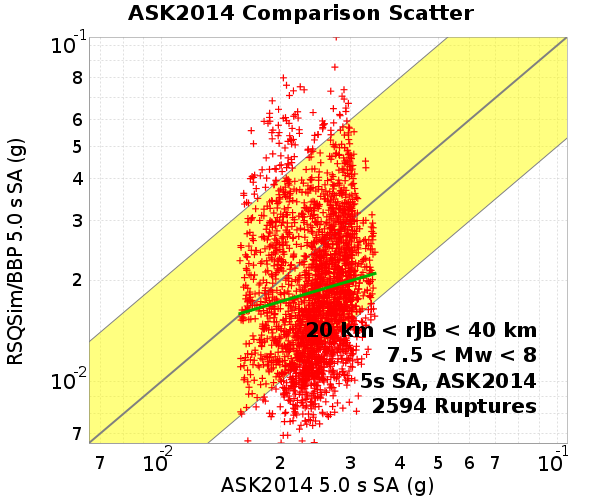 ASK2014 Comparison Scatter
RSQSim/BBP 5.0 s SA (g)
10-1
8
6
5
4
3
2
10-2
7
20 km < rJB < 40 km
7.5 < Mw < 8
5s SA, ASK2014
2594 Ruptures
7 10-2 2 3 4 5 6 7 10-1
ASK2014 5.0 s SA (g)